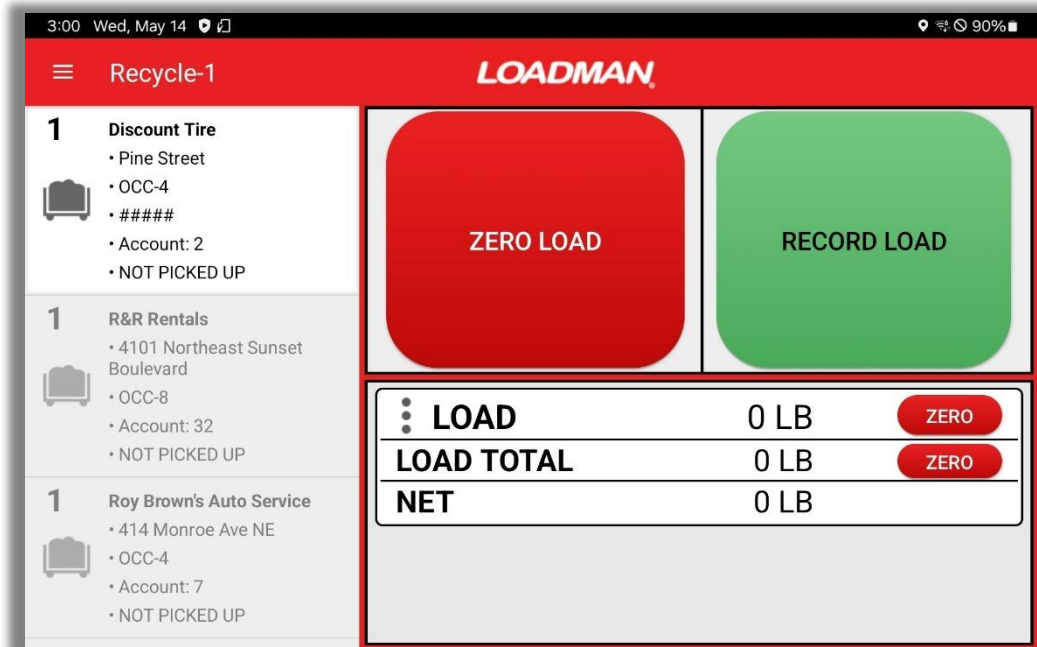 3:00 Wed, May 14 90%
Recycle-1
LOADMAN
1 Discount Tire
• Pine Street
• OCC-4
• #####
• Account: 2
• NOT PICKED UP
1 R&R Rentals
• 4101 Northeast Sunset
Boulevard
• OCC-8
• Account: 32
• NOT PICKED UP
1 Roy Brown's Auto Service
• 414 Monroe Ave NE
• OCC-4
• Account: 7
• NOT PICKED UP
ZERO LOAD
RECORD LOAD
LOAD 0 LB ZERO
LOAD TOTAL 0 LB ZERO
NET 0 LB